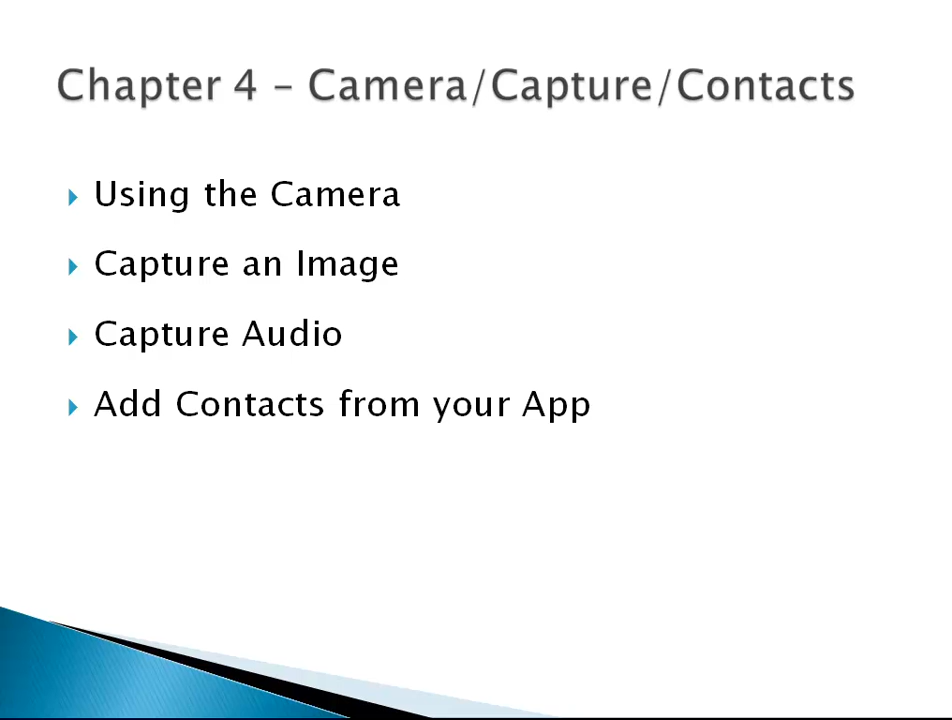 Chapter 4 – Camera/Capture/Contacts
Using the Camera
Capture an Image
Capture Audio
Add Contacts from your App